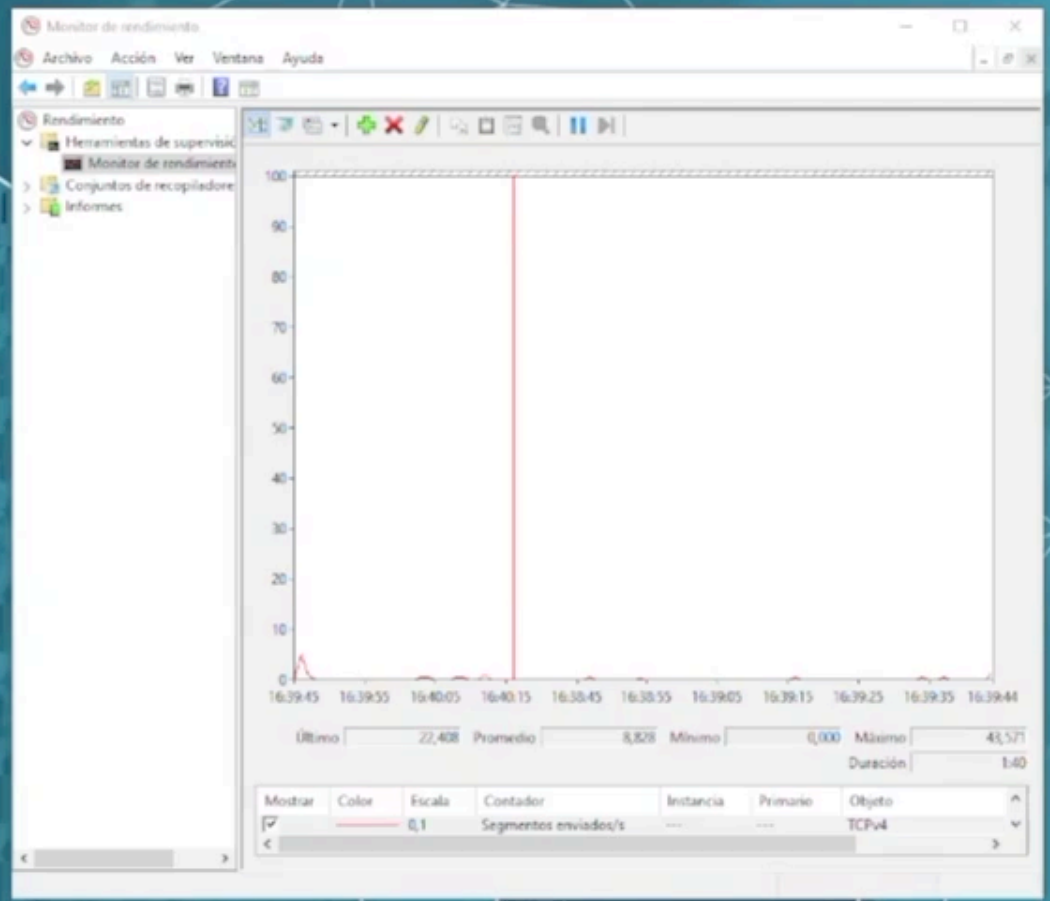 Monitor de rendimiento
Archivo Acción Ver Ventana Ayuda
Rendimiento
Herramientas de supervisió
Monitor de rendimiento
Conjuntos de recopiladore
Informes
100
90
80
70
60
50
40
30
20
10
0
16:39:45 16:39:55 16:40:05 16:40:15 16:38:45 16:38:55 16:39:05 16:39:15 16:39:25 16:39:35 16:39:44
Último 22,408 Promedio 8,828 Mínimo 0,000 Máximo 43,571
Duración 1:40
Mostrar Color Escala Contador Instancia Primario Objeto
0,1 Segmentos enviados/s --- --- TCPv4